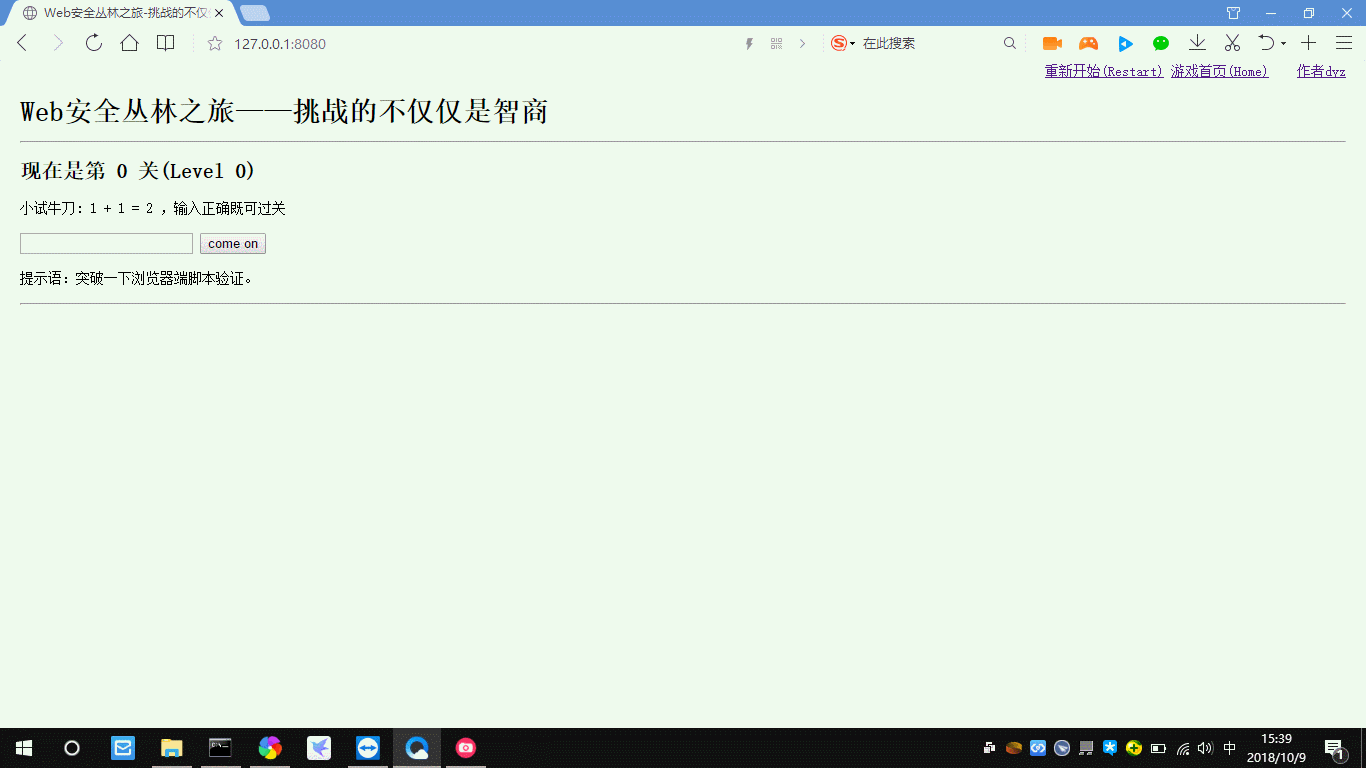 Web安全丛林之旅-挑战的不仅
127.0.0.1:8080
在此搜索
重新开始(Restart) 游戏首页(Home) 作者dvz
Web安全丛林之旅——挑战的不仅仅是智商
现在是第 0 关(Level 0)
小试牛刀：1 + 1 = 2 ，输入正确既可过关
come on
提示语：突破一下浏览器端脚本验证。
中
15:39
2018/10/9
1